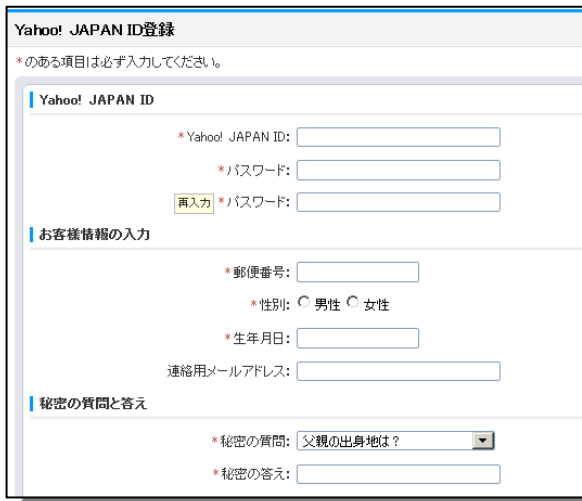 Yahoo! JAPAN ID登録
*のある項目は必ず入力してください。
Yahoo! JAPAN ID
*Yahoo! JAPAN ID:
*パスワード:
再入力 *パスワード:
お客様情報の入力
*郵便番号:
*性別: 男性 女性
*生年月日:
連絡用メールアドレス:
秘密の質問と答え
*秘密の質問: 父親の出身地は?
*秘密の答え: